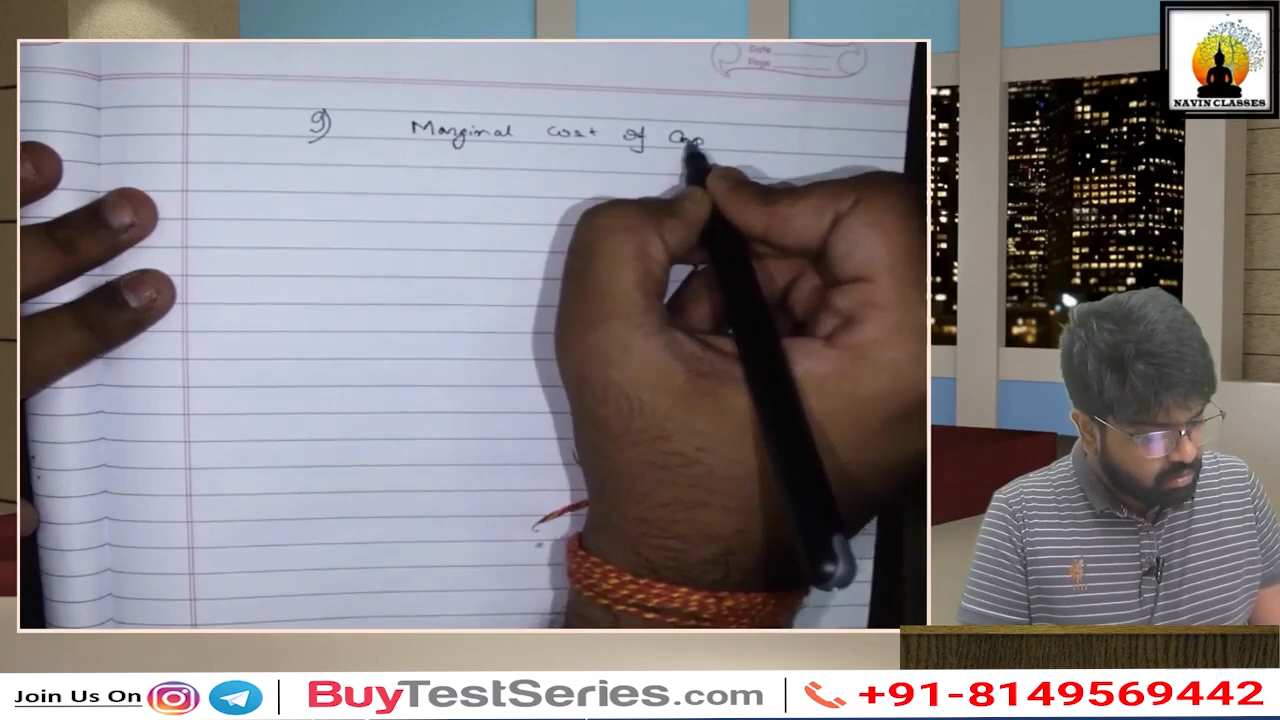 Date
Page
9) Marginal cost of
NAVIN CLASSES
Join Us On
BuyTestSeries.com
+91-8149569442